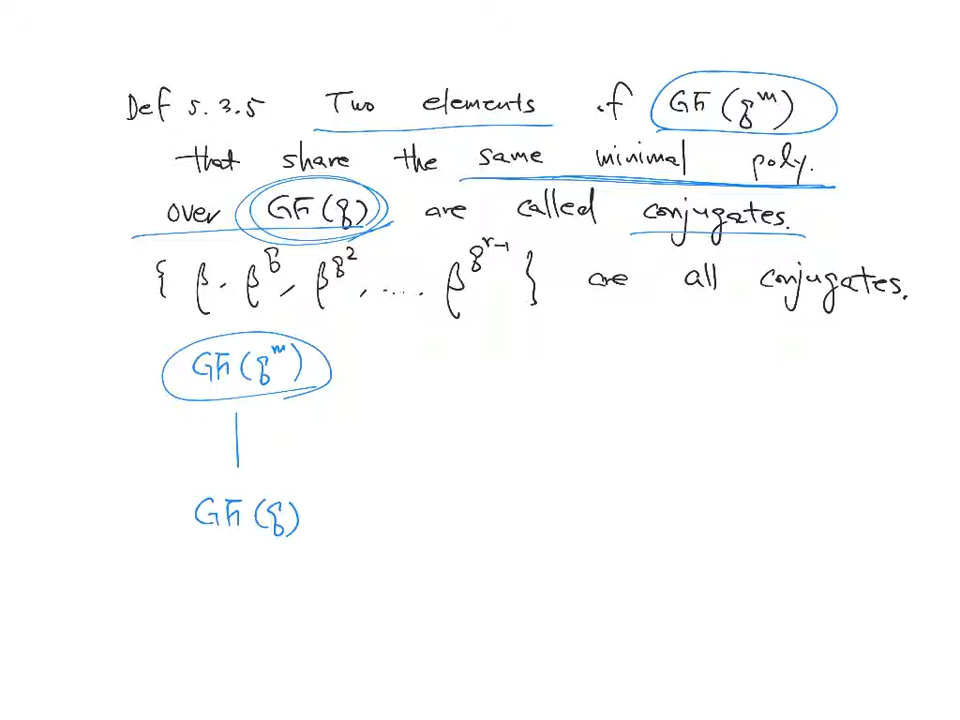 Def 5.3.5 Two elements of GF(q^m)
that share the same minimal poly.
over GF(q) are called conjugates.
{ β, β^q, β^{q^2}, ..... β^{q^{r-1}} } are all conjugates.
GF(q^m)
GF(q)